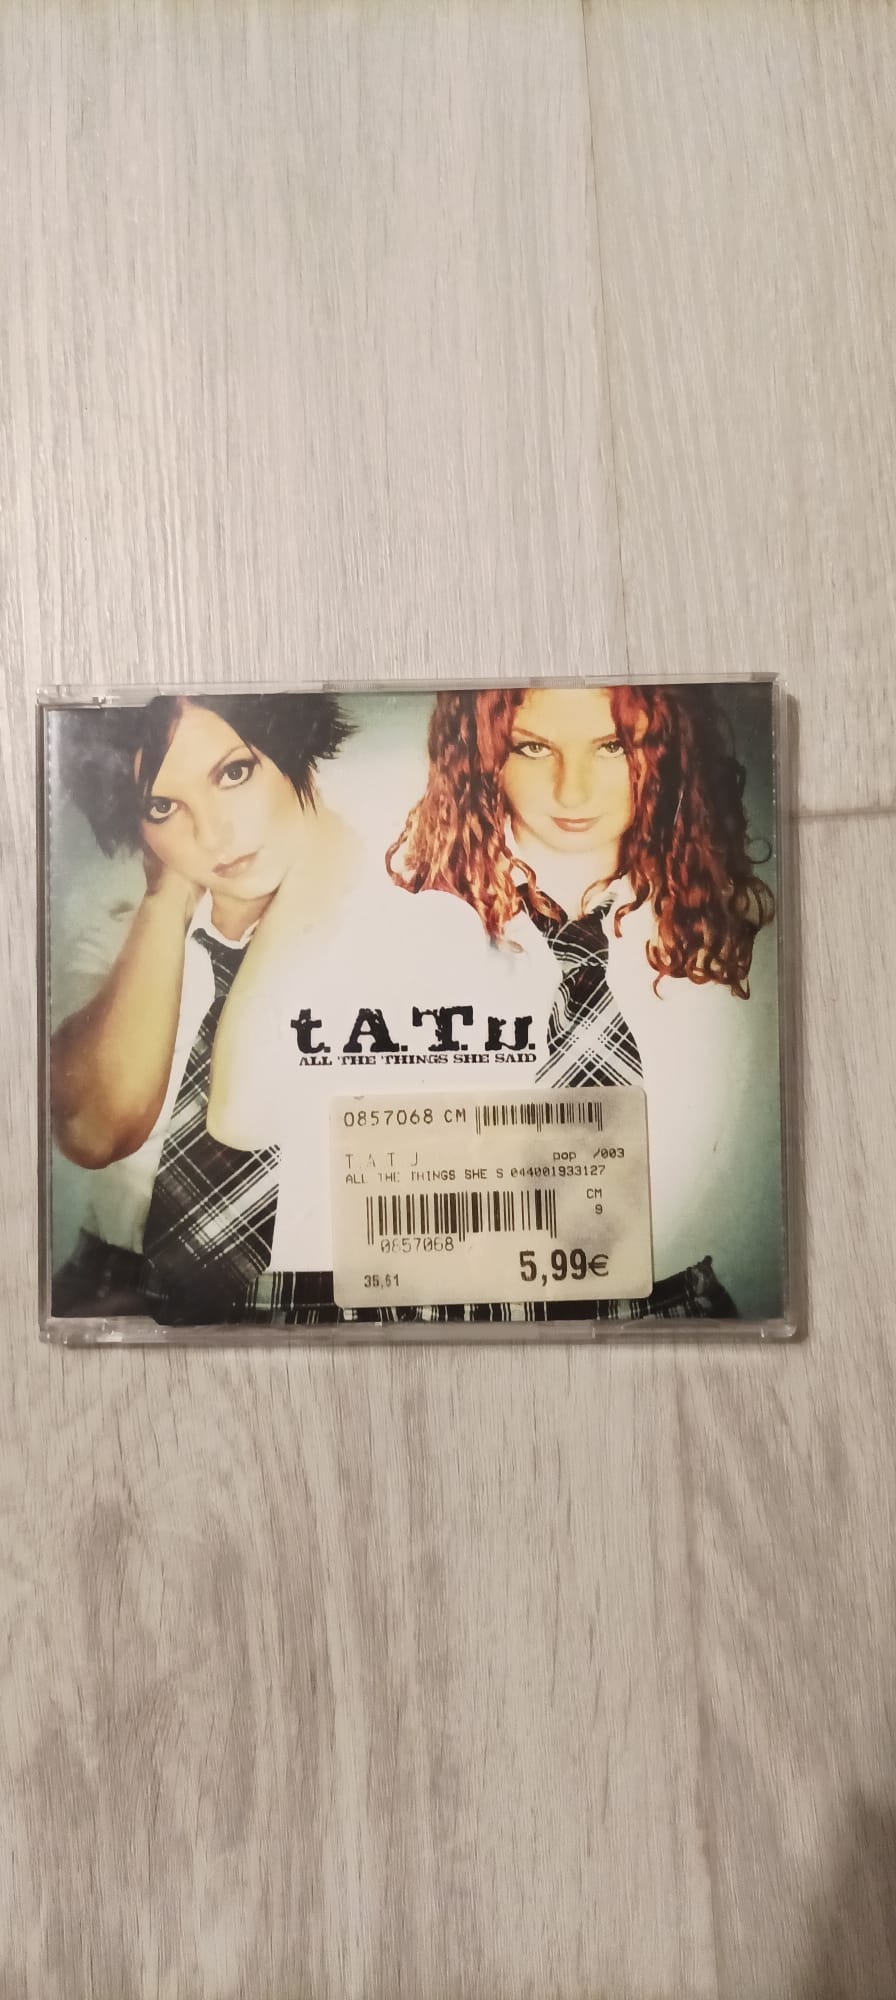 t.A.T.u.
ALL THE THINGS SHE SAID
0857068 CM
T.A.T.U
pop /003
ALL THE THINGS SHE S 044001933127
CM
9
0857068
35,61
5,99€